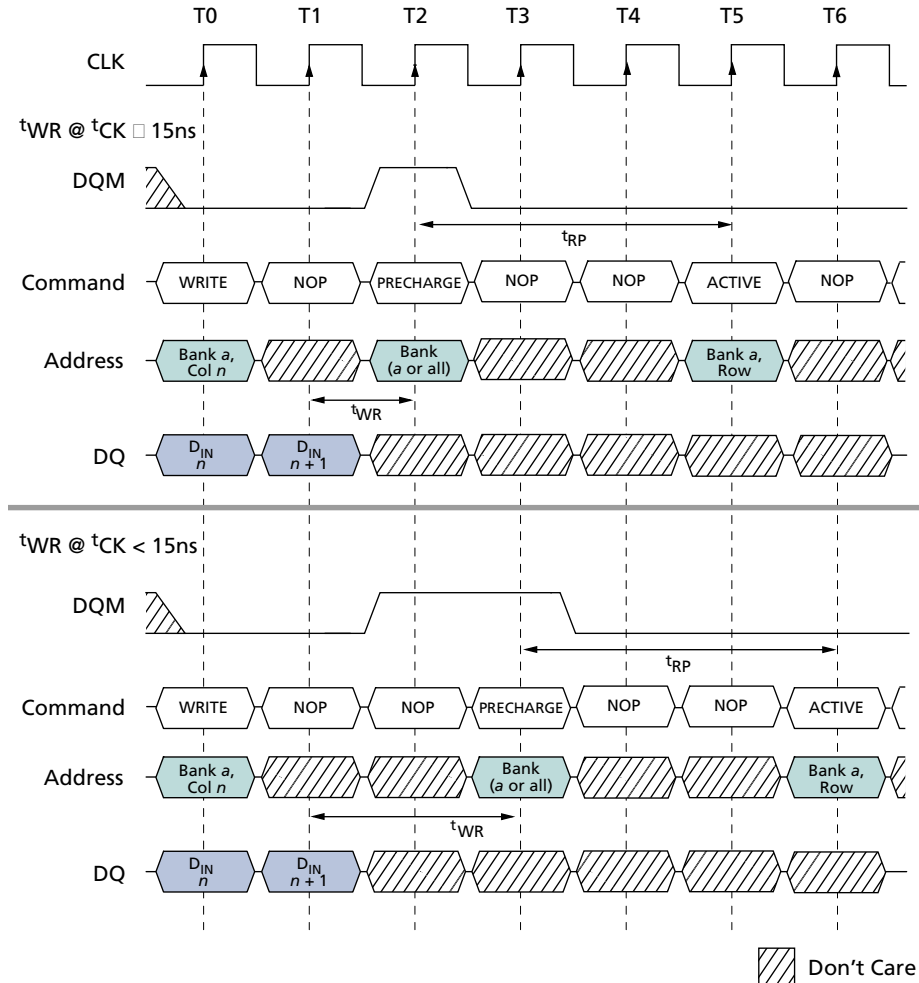 T0 T1 T2 T3 T4 T5 T6
CLK
tWR @ tCK □ 15ns
DQM
tRP
Command WRITE NOP PRECHARGE NOP NOP ACTIVE NOP
Address Bank a, Col n Bank (a or all) Bank a, Row
tWR
DQ DIN n DIN n + 1
tWR @ tCK < 15ns
DQM
tRP
Command WRITE NOP NOP PRECHARGE NOP NOP ACTIVE
Address Bank a, Col n Bank (a or all) Bank a, Row
tWR
DQ DIN n DIN n + 1
Don't Care